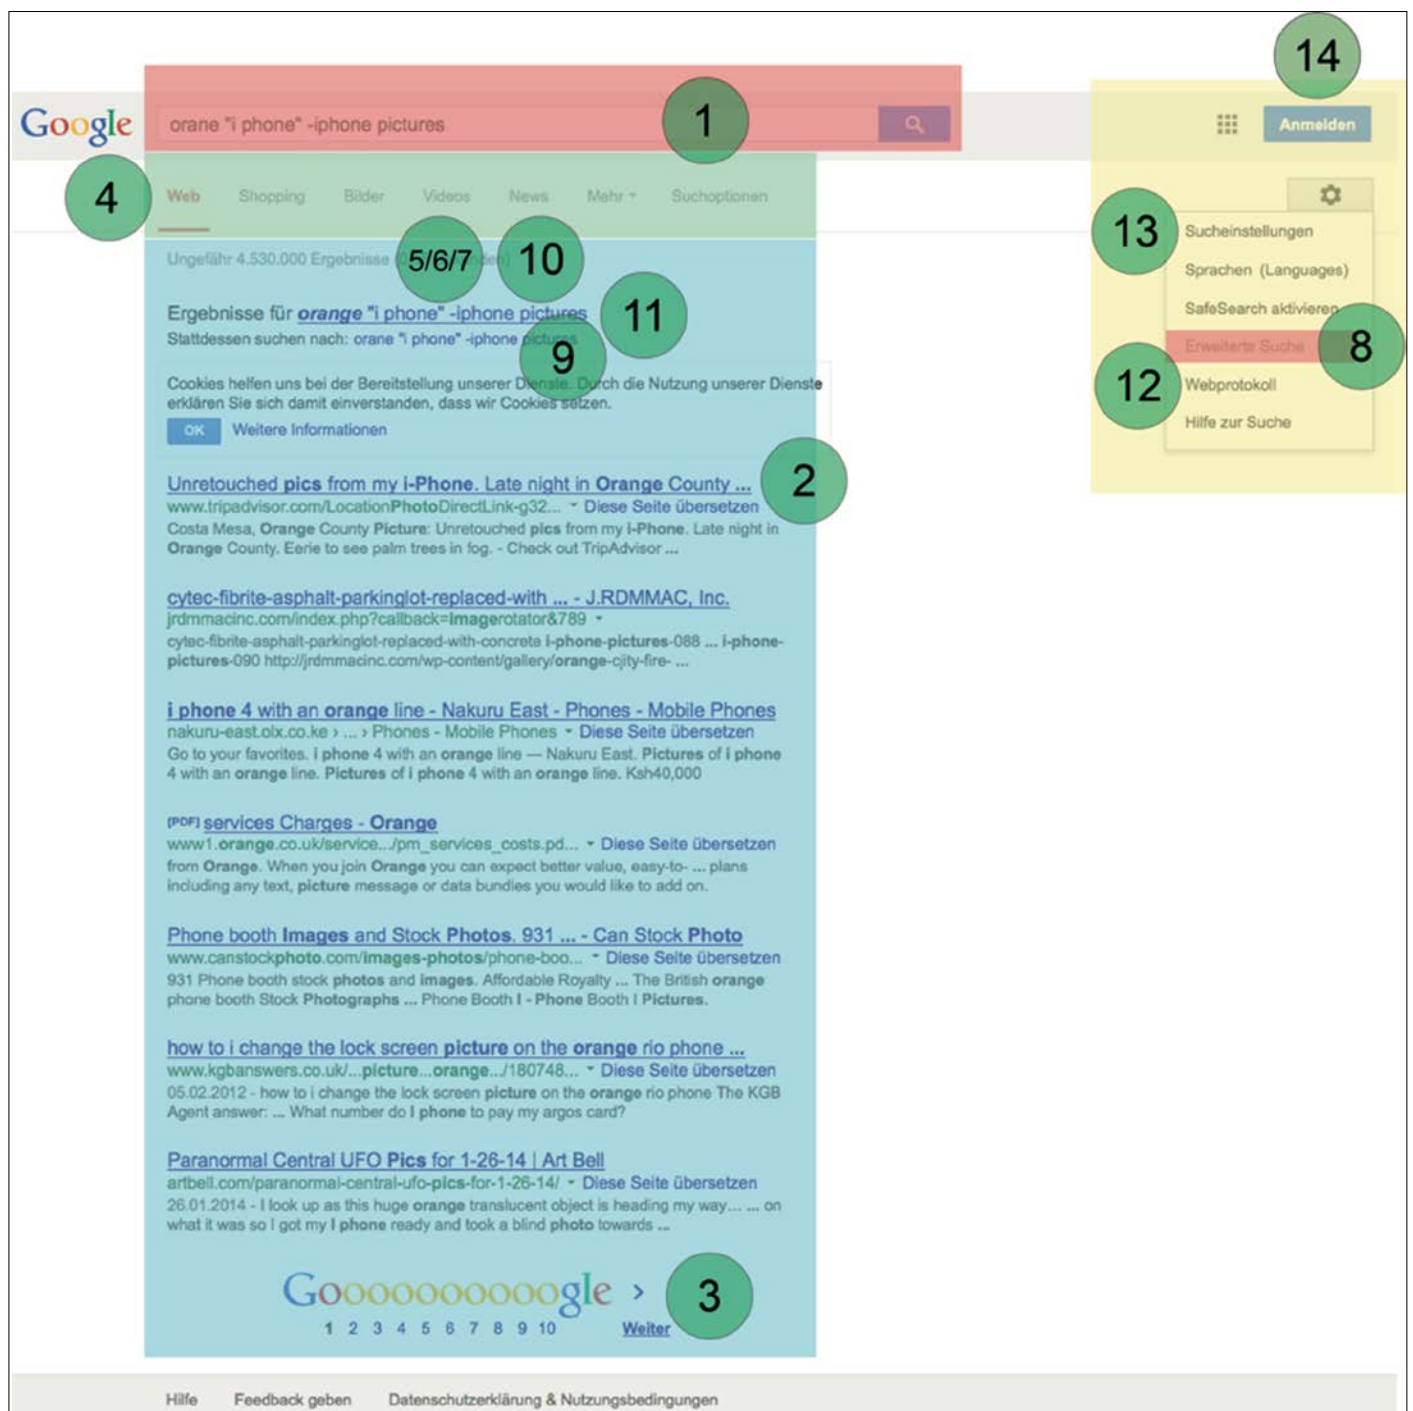 14
Google orane "i phone" -iphone pictures 1 Anmelden
4 Web Shopping Bilder Videos News Mehr Suchoptionen
13 Sucheinstellungen
Sprachen (Languages)
SafeSearch aktivieren
Erweiterte Suche 8
12 Webprotokoll
Hilfe zur Suche
Ungefähr 4.530.000 Ergebnisse 5/6/7 10
Ergebnisse für orange "i phone" -iphone pictures 11
Stattdessen suchen nach: orane "i phone" -iphone pictures
9
Cookies helfen uns bei der Bereitstellung unserer Dienste. Durch die Nutzung unserer Dienste
erklären Sie sich damit einverstanden, dass wir Cookies setzen.
OK Weitere Informationen
2
Unretouched pics from my i-Phone. Late night in Orange County ...
www.tripadvisor.com/LocationPhotoDirectLink-g32... Diese Seite übersetzen
Costa Mesa, Orange County Picture: Unretouched pics from my i-Phone. Late night in
Orange County. Eerie to see palm trees in fog. - Check out TripAdvisor ...
cytec-fibrite-asphalt-parkinglot-replaced-with ... - J.RDMMAC, Inc.
jrdmmacinc.com/index.php?callback=imagerotator&789
cytec-fibrite-asphalt-parkinglot-replaced-with-concrete i-phone-pictures-088 ... i-phone-
pictures-090 http://jrdmmacinc.com/wp-content/gallery/orange-cjity-fire- ...
i phone 4 with an orange line - Nakuru East - Phones - Mobile Phones
nakuru-east.olx.co.ke › ... › Phones - Mobile Phones Diese Seite übersetzen
Go to your favorites. i phone 4 with an orange line — Nakuru East. Pictures of i phone
4 with an orange line. Pictures of i phone 4 with an orange line. Ksh40,000
[PDF] services Charges - Orange
www1.orange.co.uk/service.../pm_services_costs.pd... Diese Seite übersetzen
from Orange. When you join Orange you can expect better value, easy-to- ... plans
including any text, picture message or data bundles you would like to add on.
Phone booth Images and Stock Photos. 931 ... - Can Stock Photo
www.canstockphoto.com/images-photos/phone-boo... Diese Seite übersetzen
931 Phone booth stock photos and images. Affordable Royalty ... The British orange
phone booth Stock Photographs ... Phone Booth I - Phone Booth I Pictures.
how to i change the lock screen picture on the orange rio phone ...
www.kgbanswers.co.uk/...picture...orange.../180748... Diese Seite übersetzen
05.02.2012 - how to i change the lock screen picture on the orange rio phone The KGB
Agent answer: ... What number do I phone to pay my argos card?
Paranormal Central UFO Pics for 1-26-14 | Art Bell
artbell.com/paranormal-central-ufo-pics-for-1-26-14/ Diese Seite übersetzen
26.01.2014 - I look up as this huge orange translucent object is heading my way... ... on
what it was so I got my I phone ready and took a blind photo towards ...
Goooooooooogle > 3
1 2 3 4 5 6 7 8 9 10 Weiter
Hilfe Feedback geben Datenschutzerklärung & Nutzungsbedingungen